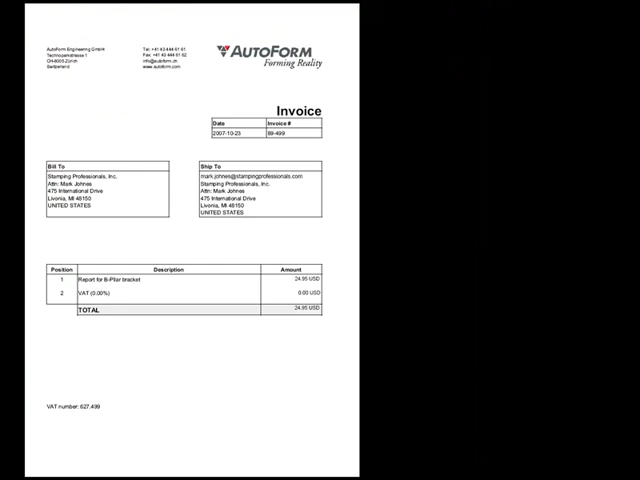 AutoForm Engineering GmbH
Technoparkstrasse 1
CH-8005 Zürich
Switzerland
Tel: +41 43 444 61 61
Fax: +41 43 444 61 62
info@autoform.ch
www.autoform.com
AUTOFORM
Forming Reality
Invoice
Date Invoice #
2007-10-23 89-499
Bill To
Stamping Professionals, Inc.
Attn: Mark Johnes
475 International Drive
Livonia, MI 48150
UNITED STATES
Ship To
mark.johnes@stampingprofessionals.com
Stamping Professionals, Inc.
Attn: Mark Johnes
475 International Drive
Livonia, MI 48150
UNITED STATES
Position Description Amount
1 Report for B-Pilar bracket 24.95 USD
2 VAT (0.00%) 0.00 USD
TOTAL 24.95 USD
VAT number: 627.499